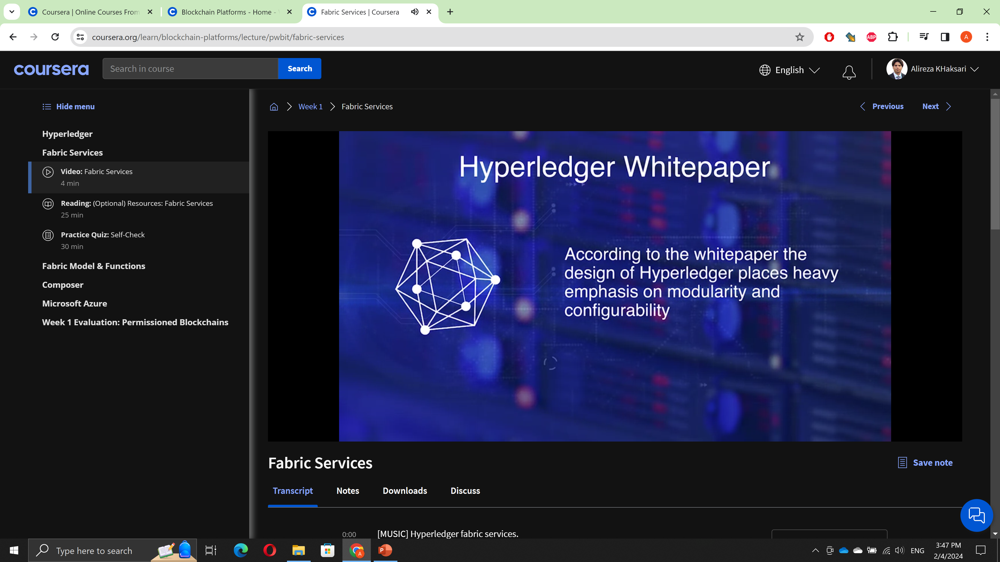 Coursera | Online Courses From
Blockchain Platforms - Home -
Fabric Services | Coursera
coursera.org/learn/blockchain-platforms/lecture/pwbit/fabric-services
ABP
A
coursera
Search in course
Search
English
Alireza KHaksari
Hide menu
Week 1
Fabric Services
Previous
Next
Hyperledger
Fabric Services
Video: Fabric Services
4 min
Reading: (Optional) Resources: Fabric Services
25 min
Practice Quiz: Self-Check
30 min
Fabric Model & Functions
Composer
Microsoft Azure
Week 1 Evaluation: Permissioned Blockchains
Hyperledger Whitepaper
According to the whitepaper the
design of Hyperledger places heavy
emphasis on modularity and
configurability
Fabric Services
Save note
Transcript
Notes
Downloads
Discuss
0:00
[MUSIC] Hyperledger fabric services.
Type here to search
A
P
ENG
3:47 PM
2/4/2024